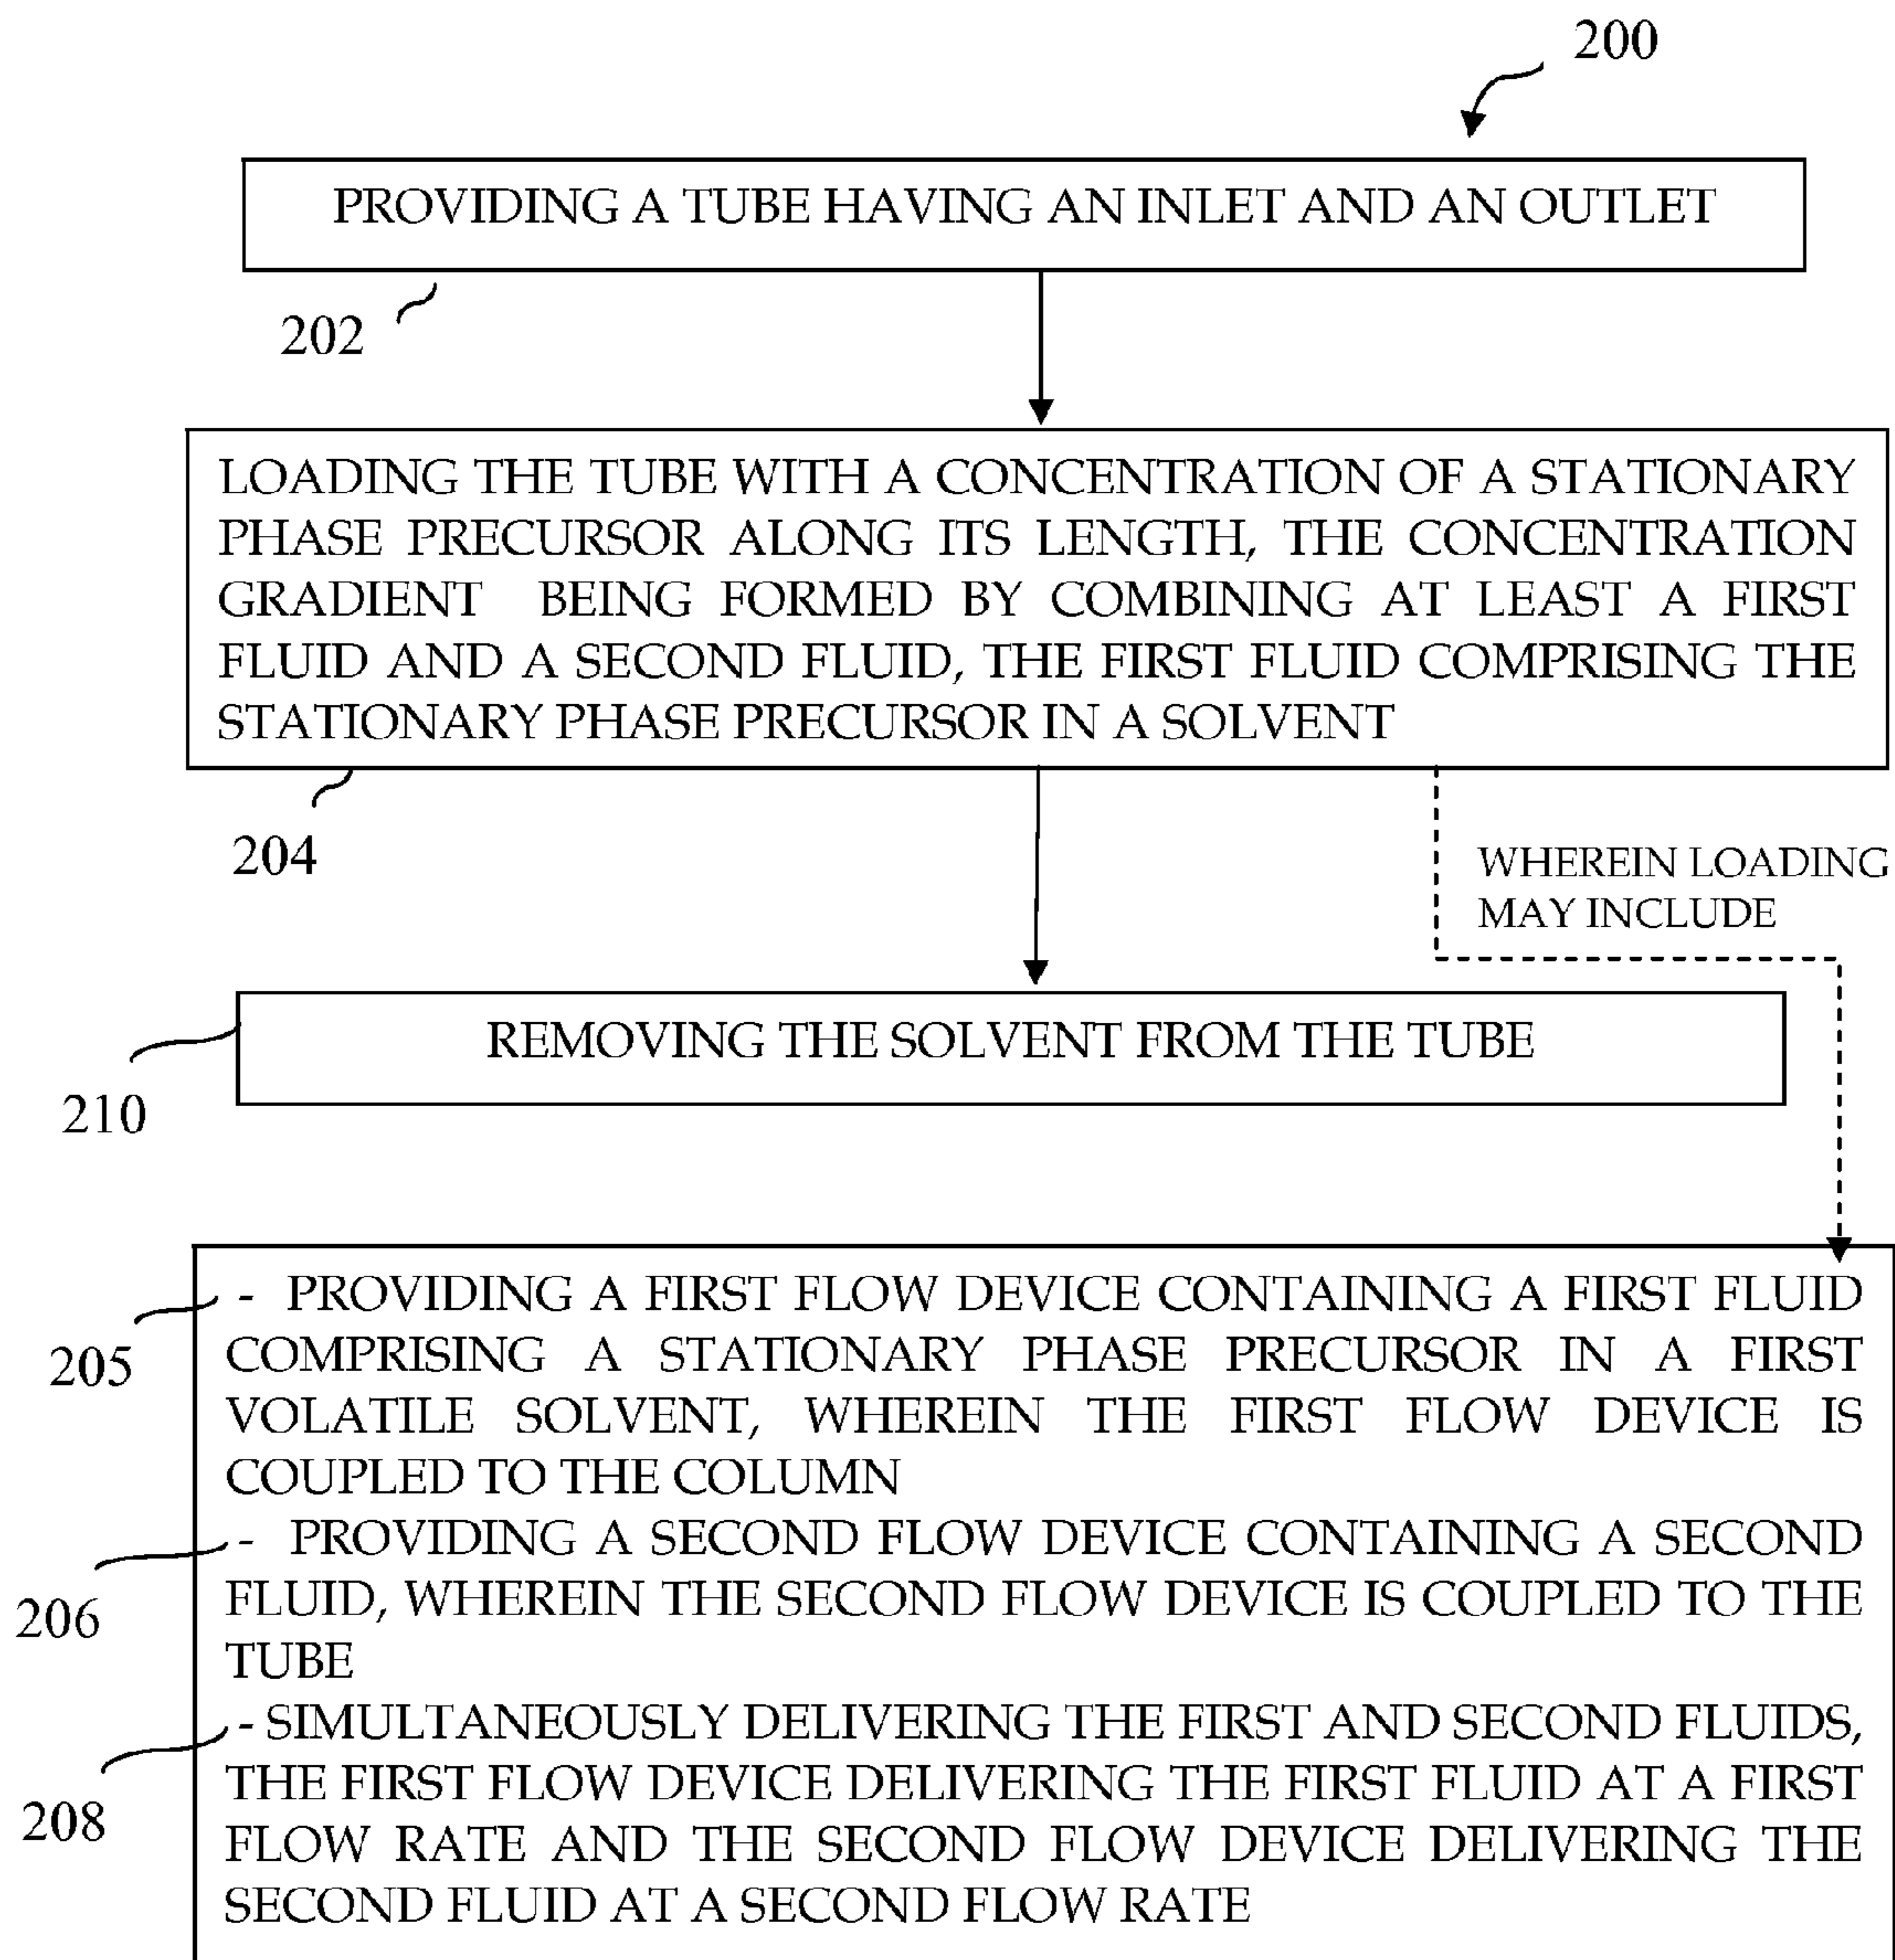 200
PROVIDING A TUBE HAVING AN INLET AND AN OUTLET
202
LOADING THE TUBE WITH A CONCENTRATION OF A STATIONARY
PHASE PRECURSOR ALONG ITS LENGTH, THE CONCENTRATION
GRADIENT BEING FORMED BY COMBINING AT LEAST A FIRST
FLUID AND A SECOND FLUID, THE FIRST FLUID COMPRISING THE
STATIONARY PHASE PRECURSOR IN A SOLVENT
204
WHEREIN LOADING
MAY INCLUDE
REMOVING THE SOLVENT FROM THE TUBE
210
- PROVIDING A FIRST FLOW DEVICE CONTAINING A FIRST FLUID
COMPRISING A STATIONARY PHASE PRECURSOR IN A FIRST
VOLATILE SOLVENT, WHEREIN THE FIRST FLOW DEVICE IS
COUPLED TO THE COLUMN
205
- PROVIDING A SECOND FLOW DEVICE CONTAINING A SECOND
FLUID, WHEREIN THE SECOND FLOW DEVICE IS COUPLED TO THE
TUBE
206
- SIMULTANEOUSLY DELIVERING THE FIRST AND SECOND FLUIDS,
THE FIRST FLOW DEVICE DELIVERING THE FIRST FLUID AT A FIRST
FLOW RATE AND THE SECOND FLOW DEVICE DELIVERING THE
SECOND FLUID AT A SECOND FLOW RATE
208